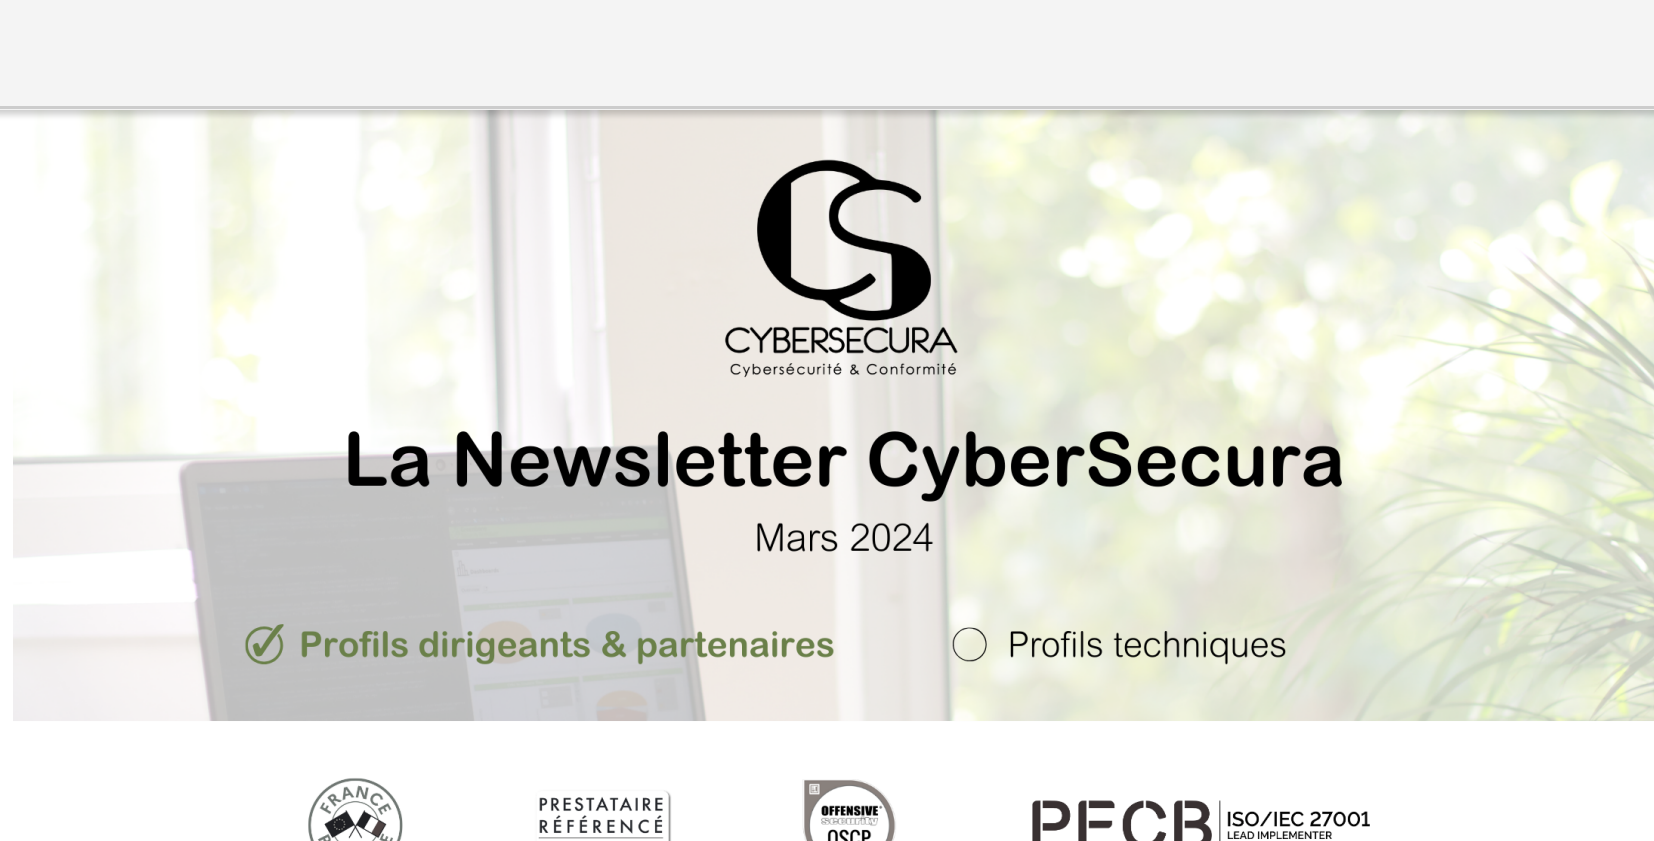 CYBERSECURA
Cybersécurité & Conformité
La Newsletter CyberSecura
Mars 2024
Profils dirigeants & partenaires
Profils techniques
FRANCE
PRESTATAIRE
RÉFÉRENCÉ
OFFENSIVE
security
OSCP
PECB
ISO/IEC 27001
LEAD IMPLEMENTER